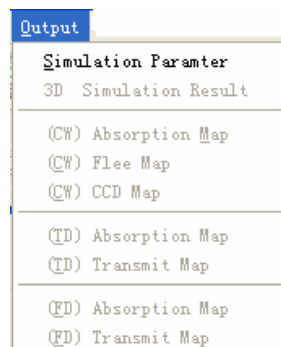 Output
Simulation Paramter
3D Simulation Result
(CW) Absorption Map
(CW) Flee Map
(CW) CCD Map
(TD) Absorption Map
(TD) Transmit Map
(FD) Absorption Map
(FD) Transmit Map